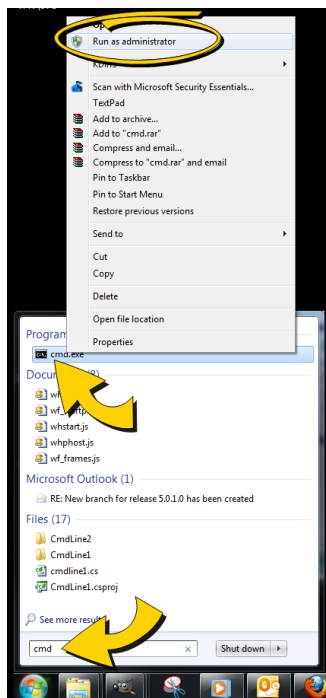 Run as administrator
Scan with Microsoft Security Essentials...
TextPad
Add to archive...
Add to "cmd.rar"
Compress and email...
Compress to "cmd.rar" and email
Pin to Taskbar
Pin to Start Menu
Restore previous versions
Send to
Cut
Copy
Delete
Open file location
Properties
cmd.exe
whstart.js
whphost.js
wf_frames.js
Microsoft Outlook (1)
RE: New branch for release 5.0.1.0 has been created
Files (17)
CmdLine2
CmdLine1
cmdline1.cs
CmdLine1.csproj
See more
cmd
Shut down